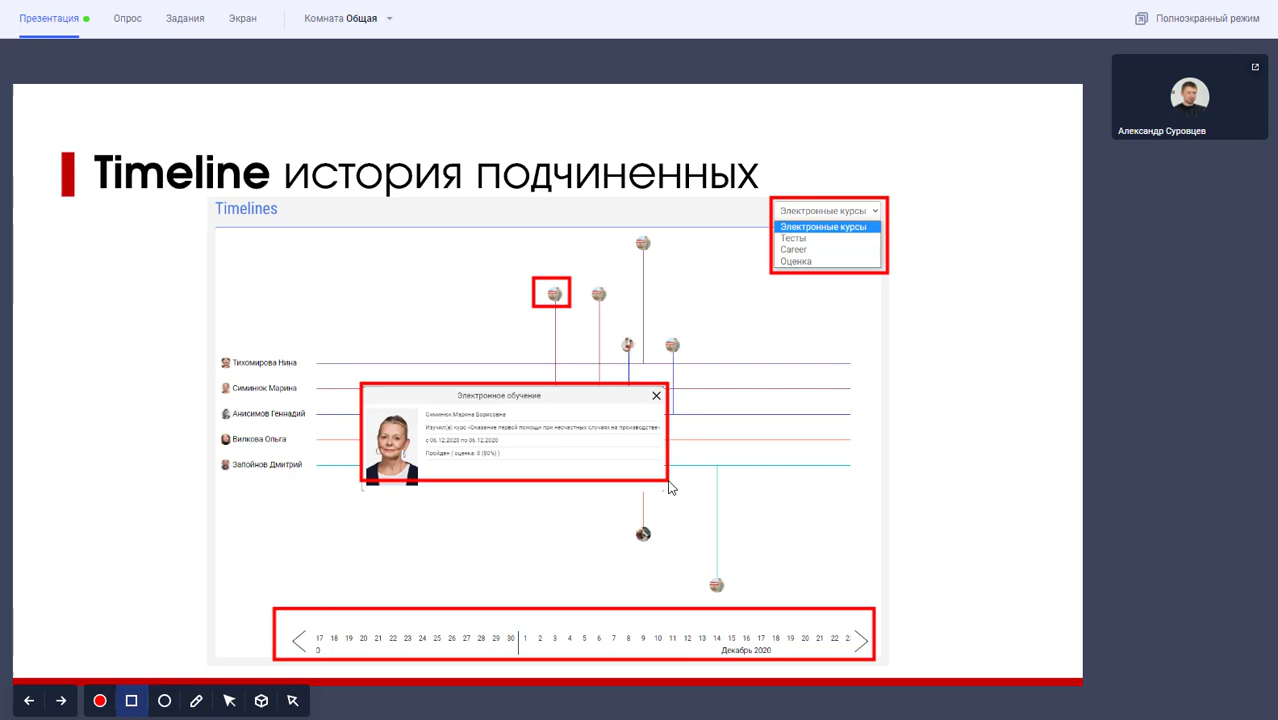 Презентация Опрос Задания Экран Комната Общая Полноэкранный режим
Александр Суровцев
Timeline история подчиненных
Timelines
Электронные курсы
Электронные курсы
Тесты
Career
Оценка
Тихомирова Нина
Симинюк Марина
Анисимов Геннадий
Вилкова Ольга
Запойнов Дмитрий
Электронное обучение
Симинюк Марина Борисовна
Изучил(а) курс «Оказание первой помощи при несчастных случаях на производстве»
с 06.12.2020 по 06.12.2020
Пройден ( оценка: 8 (80%) )
17 18 19 20 21 22 23 24 25 26 27 28 29 30 1 2 3 4 5 6 7 8 9 10 11 12 13 14 15 16 17 18 19 20 21 22 2
0 Декабрь 2020